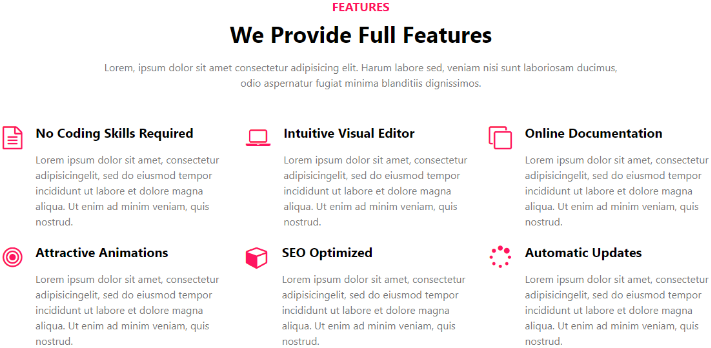 FEATURES
We Provide Full Features
Lorem, ipsum dolor sit amet consectetur adipisicing elit. Harum labore sed, veniam nisi sunt laboriosam ducimus,
odio aspernatur fugiat minima blanditiis dignissimos.
No Coding Skills Required
Lorem ipsum dolor sit amet, consectetur
adipisicingelit, sed do eiusmod tempor
incididunt ut labore et dolore magna
aliqua. Ut enim ad minim veniam, quis
nostrud.
Intuitive Visual Editor
Lorem ipsum dolor sit amet, consectetur
adipisicingelit, sed do eiusmod tempor
incididunt ut labore et dolore magna
aliqua. Ut enim ad minim veniam, quis
nostrud.
Online Documentation
Lorem ipsum dolor sit amet, consectetur
adipisicingelit, sed do eiusmod tempor
incididunt ut labore et dolore magna
aliqua. Ut enim ad minim veniam, quis
nostrud.
Attractive Animations
Lorem ipsum dolor sit amet, consectetur
adipisicingelit, sed do eiusmod tempor
incididunt ut labore et dolore magna
aliqua. Ut enim ad minim veniam, quis
nostrud.
SEO Optimized
Lorem ipsum dolor sit amet, consectetur
adipisicingelit, sed do eiusmod tempor
incididunt ut labore et dolore magna
aliqua. Ut enim ad minim veniam, quis
nostrud.
Automatic Updates
Lorem ipsum dolor sit amet, consectetur
adipisicingelit, sed do eiusmod tempor
incididunt ut labore et dolore magna
aliqua. Ut enim ad minim veniam, quis
nostrud.